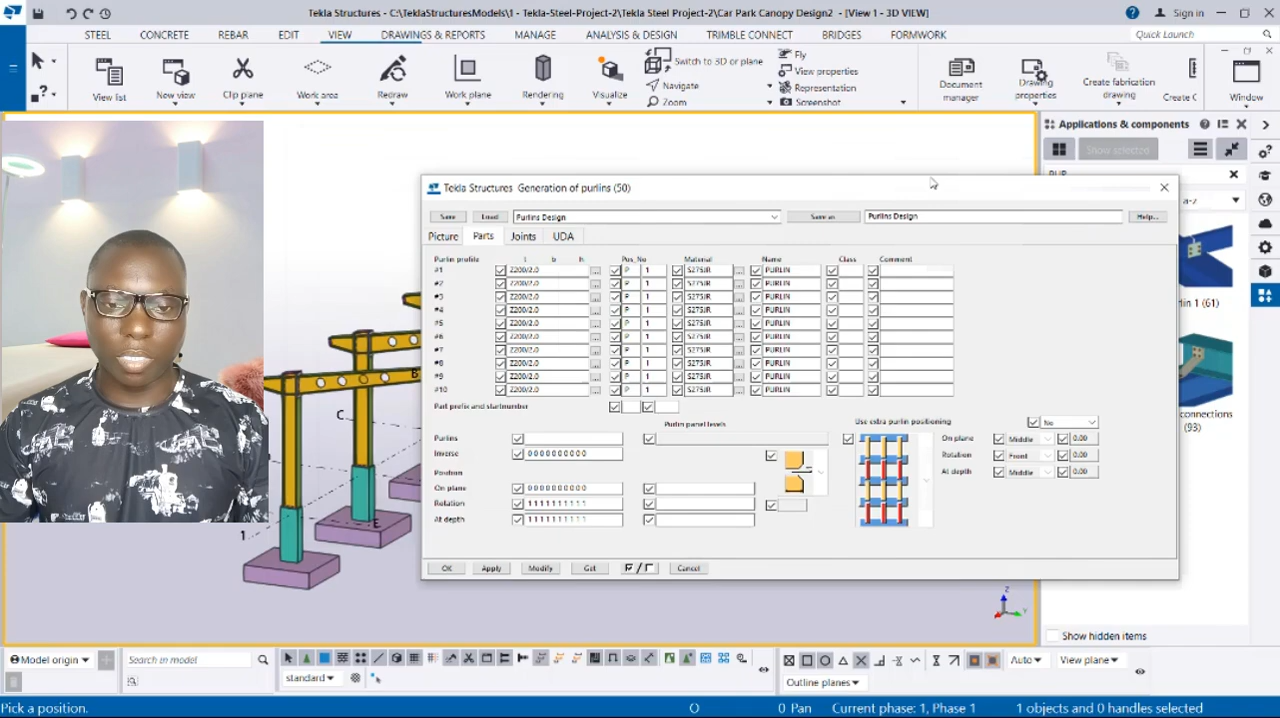 Tekla Structures - C:\TeklaStructuresModels\1 - Tekla-Steel-Project-2\Tekla Steel Project-2\Car Park Canopy Design2 - [View 1 - 3D VIEW]
Sign in
STEEL CONCRETE REBAR EDIT VIEW DRAWINGS & REPORTS MANAGE ANALYSIS & DESIGN TRIMBLE CONNECT BRIDGES FORMWORK
Quick Launch
View list New view Clip plane Work area Redraw Work plane Rendering Visualize
Switch to 3D or plane
Navigate
Zoom
Fly
View properties
Representation
Screenshot
Document manager
Drawing properties
Create fabrication drawing
Create
Window
Applications & components
Show selected
PUR
a-z
Tekla Structures Generation of purlins (50)
Save Load Purlins Design Save as Purlins Design Help...
Picture Parts Joints UDA
Purlin profile t b h Pos_No Material Name Class Comment
#1 Z200/2.0 ... P 1 S275JR ... PURLIN
#2 Z200/2.0 ... P 1 S275JR ... PURLIN
#3 Z200/2.0 ... P 1 S275JR ... PURLIN
#4 Z200/2.0 ... P 1 S275JR ... PURLIN
#5 Z200/2.0 ... P 1 S275JR ... PURLIN
#6 Z200/2.0 ... P 1 S275JR ... PURLIN
#7 Z200/2.0 ... P 1 S275JR ... PURLIN
#8 Z200/2.0 ... P 1 S275JR ... PURLIN
#9 Z200/2.0 ... P 1 S275JR ... PURLIN
#10 Z200/2.0 ... P 1 S275JR ... PURLIN
Part prefix and startnumber
Purlin panel levels
Use extra purlin positioning No
Purlins
Inverse 0000000000
Position
On plane 0000000000
Rotation 1111111111
At depth 1111111111
On plane Middle 0.00
Rotation Front 0.00
At depth Middle 0.00
OK Apply Modify Get / Cancel
rlin 1 (61)
connections
(93)
B
C
E
1
Z
Y
Show hidden items
Model origin
Search in model
standard
Auto
View plane
Outline planes
Pick a position.
O
0 Pan
Current phase: 1, Phase 1
1 objects and 0 handles selected